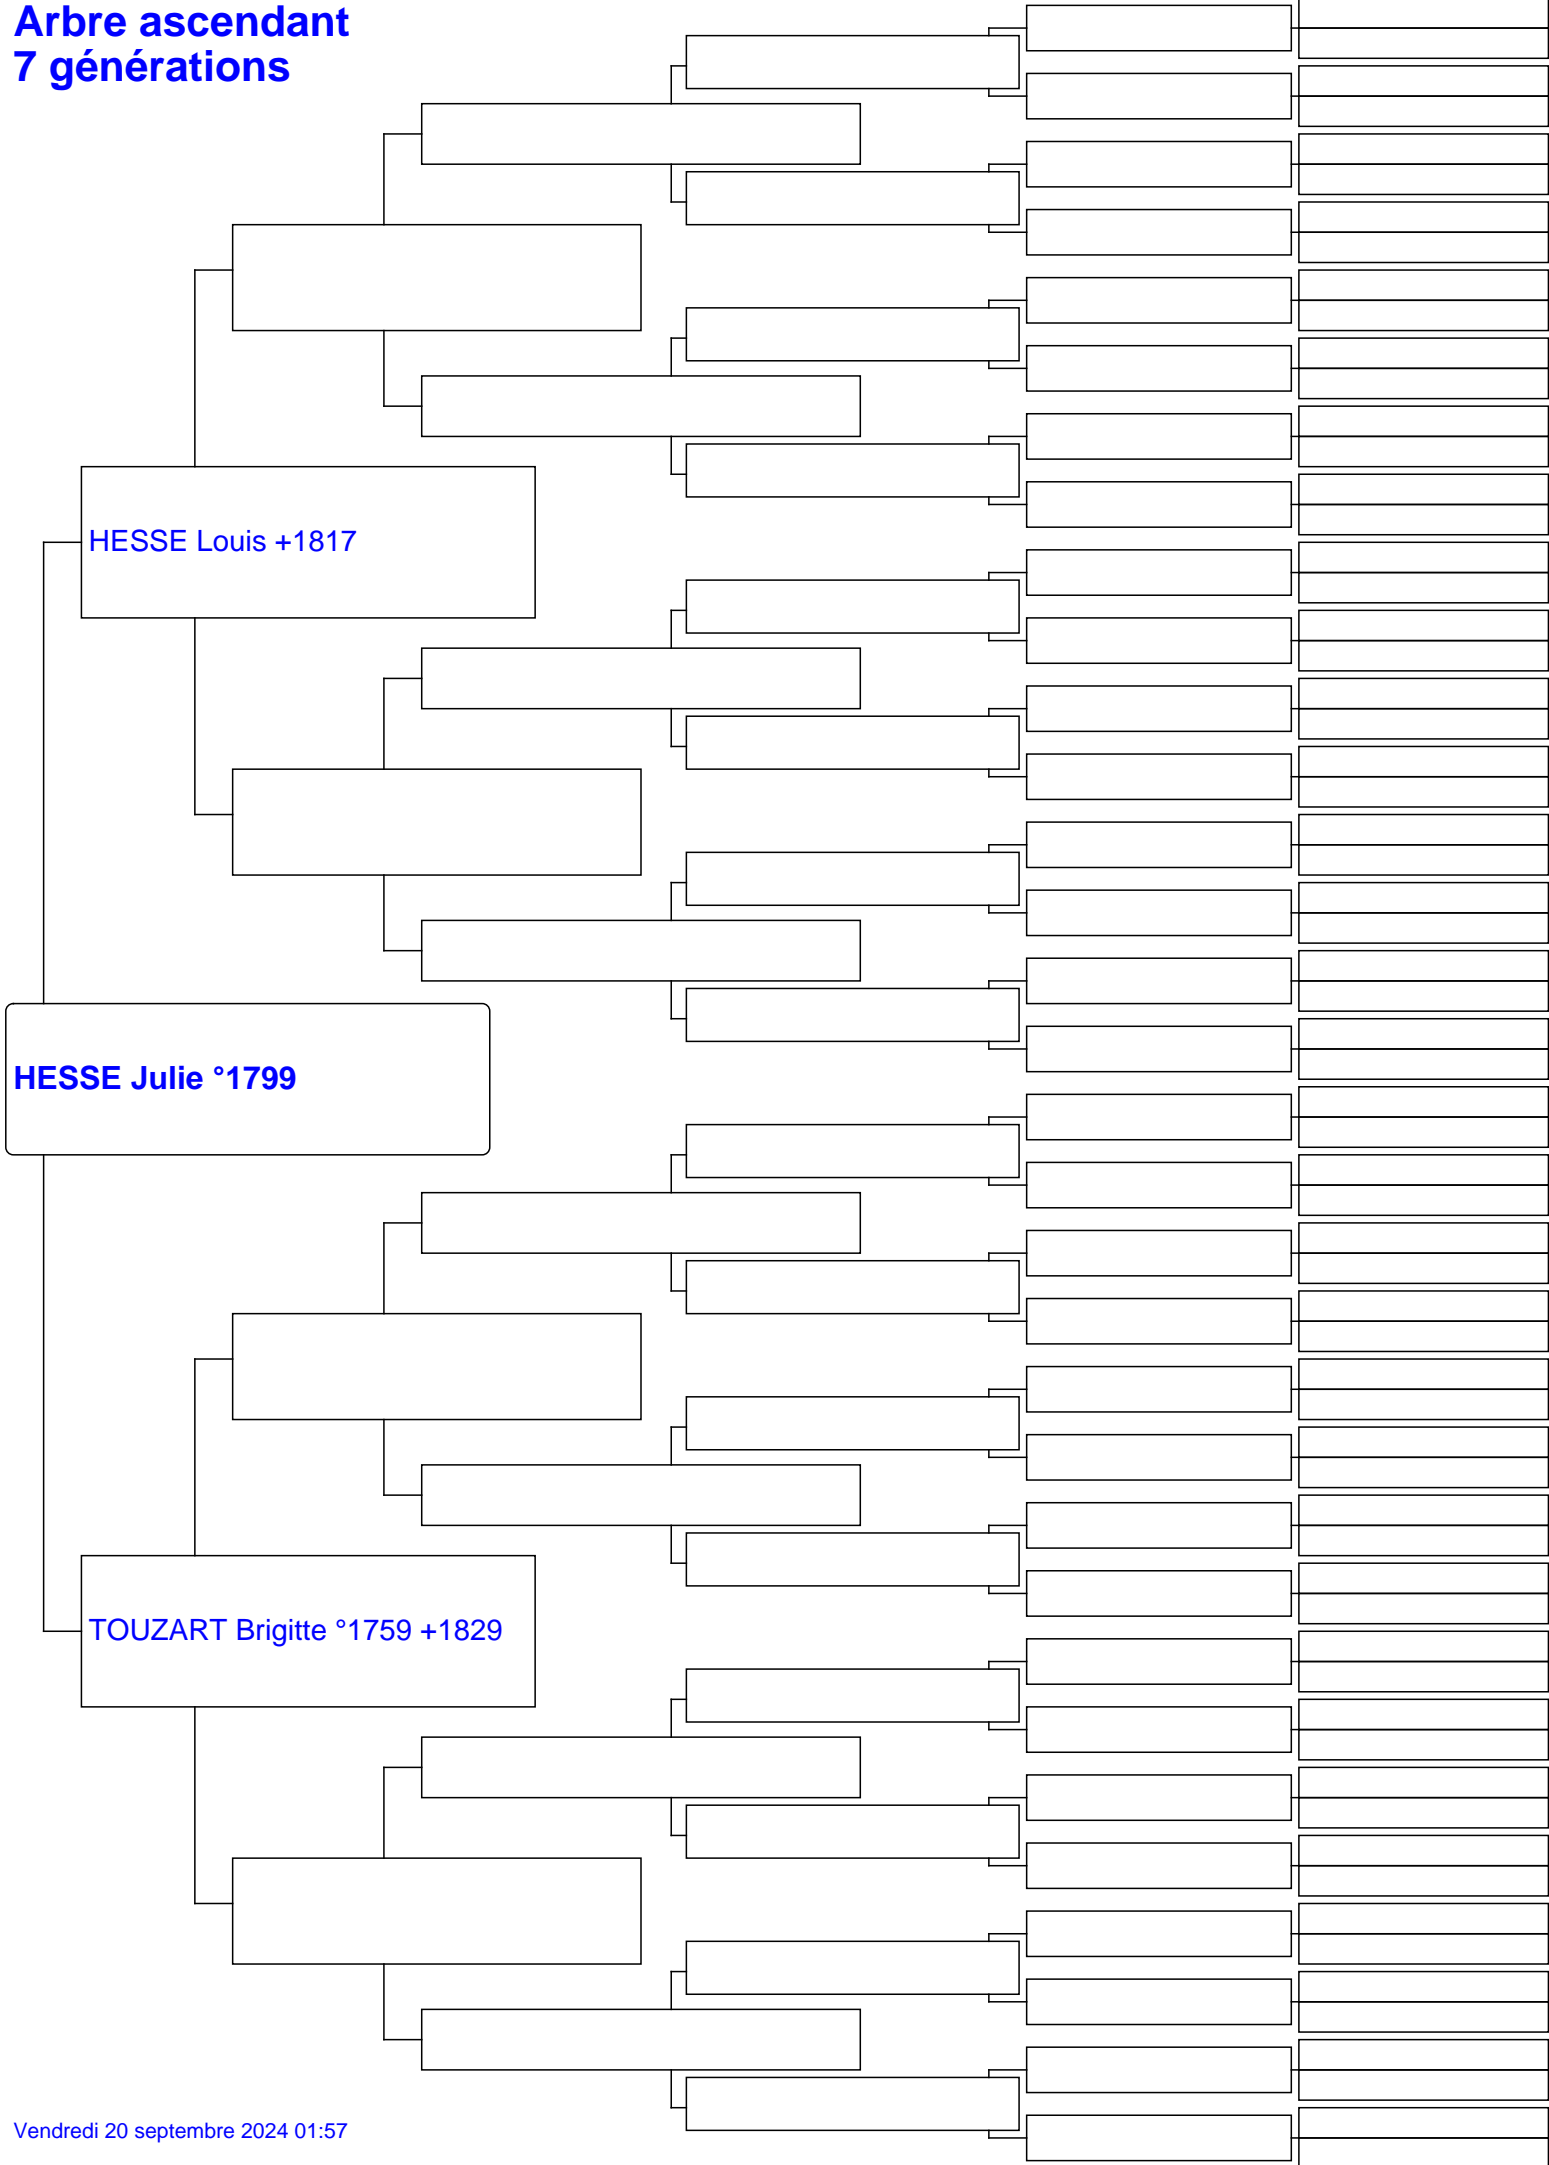 Arbre ascendant
7 générations
HESSE Louis +1817
HESSE Julie °1799
TOUZART Brigitte °1759 +1829
Vendredi 20 septembre 2024 01:57